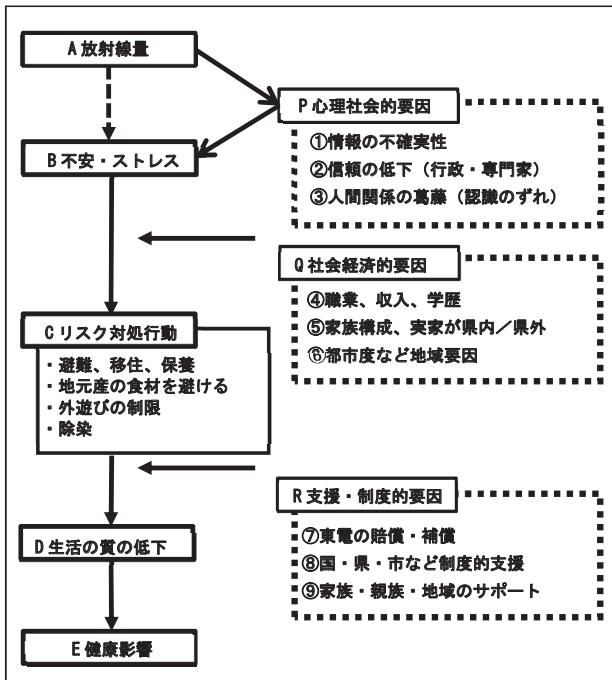 A 放射線量
P 心理社会的要因
①情報の不確実性
②信頼の低下（行政・専門家）
③人間関係の葛藤（認識のずれ）
B 不安・ストレス
Q 社会経済的要因
④職業、収入、学歴
⑤家族構成、実家が県内／県外
⑥都市度など地域要因
C リスク対処行動
・避難、移住、保養
・地元産の食材を避ける
・外遊びの制限
・除染
R 支援・制度的要因
⑦東電の賠償・補償
⑧国・県・市など制度的支援
⑨家族・親族・地域のサポート
D 生活の質の低下
E 健康影響